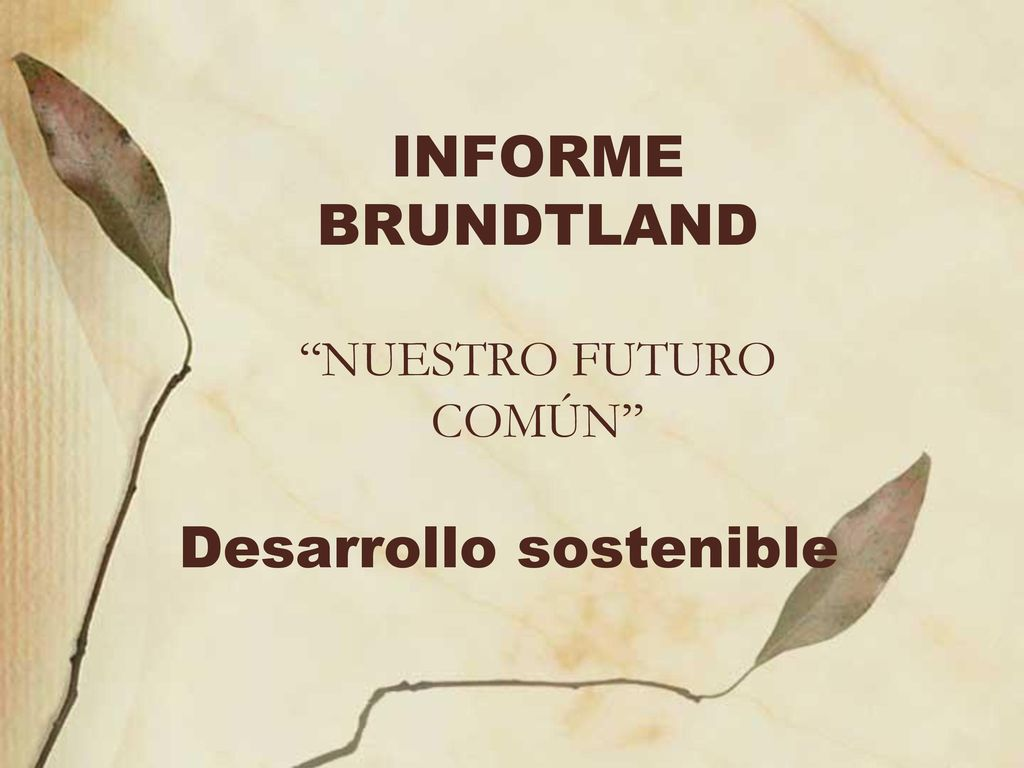 INFORME
BRUNDTLAND
“NUESTRO FUTURO
COMÚN”
Desarrollo sostenible